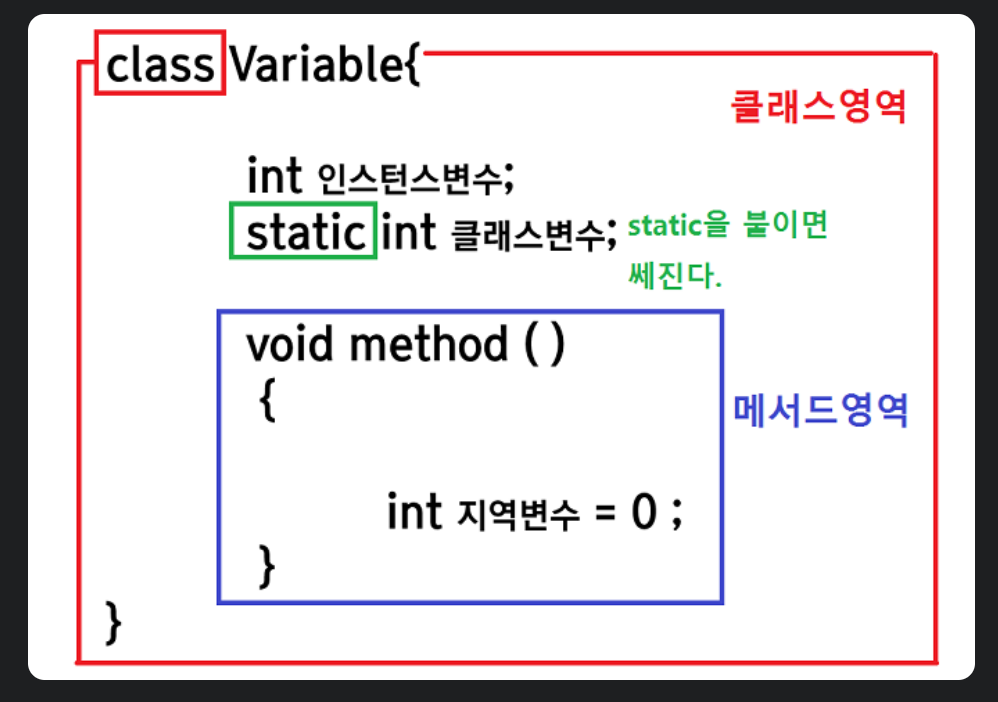 class Variable{
클래스영역
int 인스턴스변수;
static int 클래스변수; static을 붙이면
쎄진다.
void method ( )
{
메서드영역
int 지역변수 = 0 ;
}
}